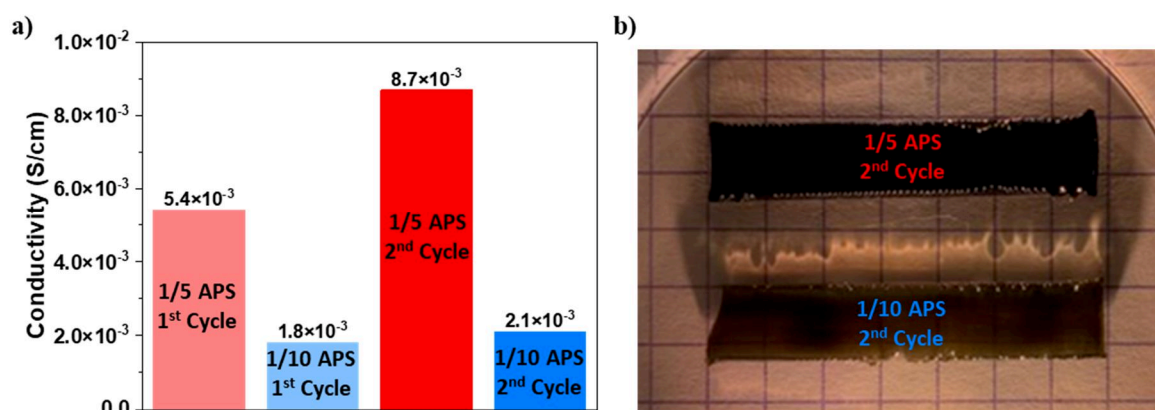 a)
Conductivity (S/cm)
1.0×10⁻²
8.0×10⁻³
6.0×10⁻³
4.0×10⁻³
2.0×10⁻³
0.0
5.4×10⁻³
1/5 APS
1ˢᵗ Cycle
1.8×10⁻³
1/10 APS
1ˢᵗ Cycle
8.7×10⁻³
1/5 APS
2ⁿᵈ Cycle
2.1×10⁻³
1/10 APS
2ⁿᵈ Cycle
b)
1/5 APS
2ⁿᵈ Cycle
1/10 APS
2ⁿᵈ Cycle